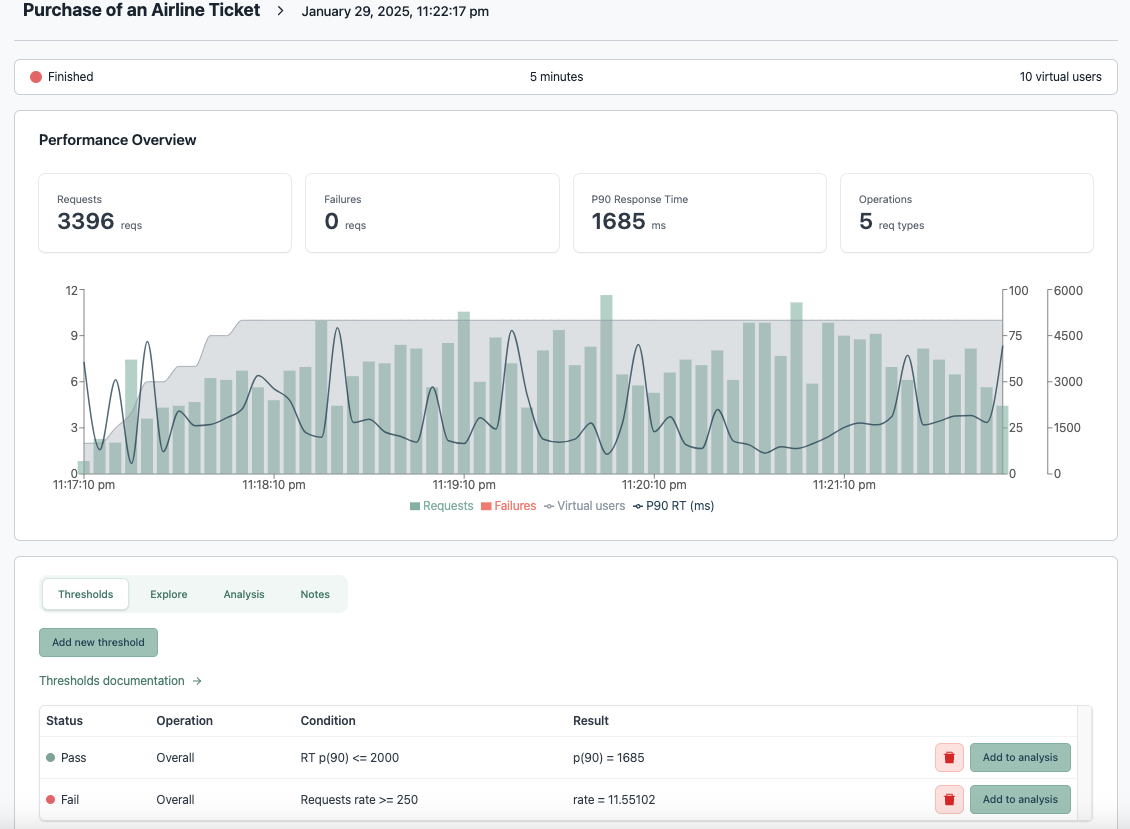 Purchase of an Airline Ticket > January 29, 2025, 11:22:17 pm
Finished 5 minutes 10 virtual users
Performance Overview
Requests Failures P90 Response Time Operations
3396 reqs 0 reqs 1685 ms 5 req types
12 100 6000
9 75 4500
6 50 3000
3 25 1500
0 0 0
11:17:10 pm 11:18:10 pm 11:19:10 pm 11:20:10 pm 11:21:10 pm
Requests Failures Virtual users P90 RT (ms)
Thresholds Explore Analysis Notes
Add new threshold
Thresholds documentation →
Status Operation Condition Result
Pass Overall RT p(90) <= 2000 p(90) = 1685 Add to analysis
Fail Overall Requests rate >= 250 rate = 11.55102 Add to analysis